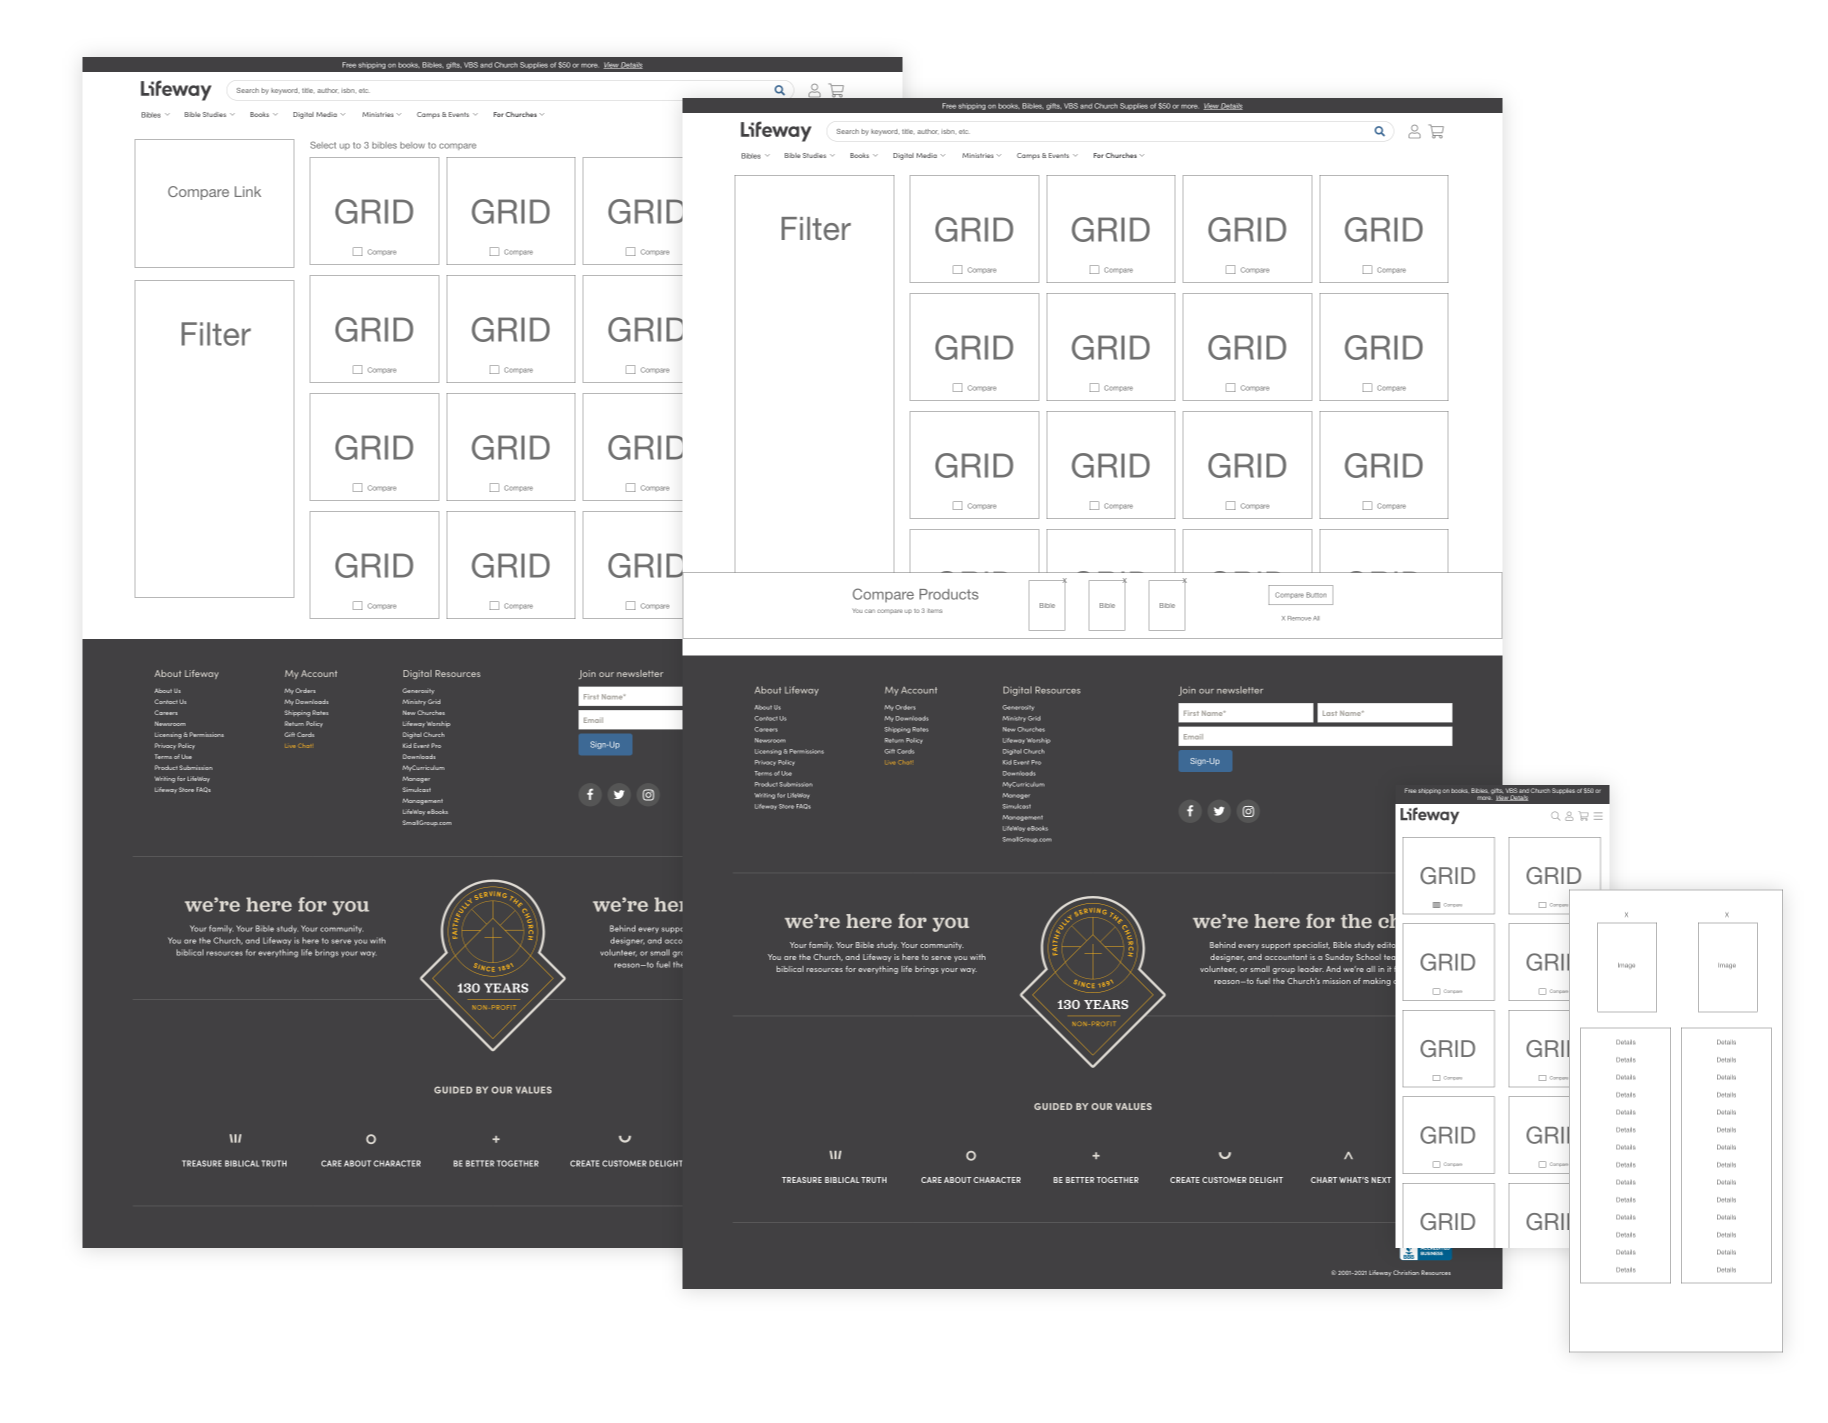 Free shipping on books, Bibles, gifts, VBS and Church Supplies of $50 or more. View Details
Lifeway
Search by keyword, title, author, isbn, etc.
Bibles Bible Studies Books Digital Media Ministries Camps & Events For Churches
Compare Link
Filter
Select up to 3 bibles below to compare
GRID GRID GRID
Compare Compare Compare
GRID GRID GRID
Compare Compare Compare
GRID GRID GRID
Compare Compare Compare
GRID GRID GRID
Compare Compare Compare
About Lifeway
About Us
Contact Us
Careers
Newsroom
Licensing & Permissions
Privacy Policy
Terms of Use
Product Submission
Writing for LifeWay
Lifeway Store FAQs
My Account
My Orders
My Downloads
Shipping Rates
Return Policy
Gift Cards
Live Chat!
Digital Resources
Generosity
Ministry Grid
New Churches
Lifeway Worship
Digital Church
Kid Event Pro
Downloads
MyCurriculum
Manager
Simulcast
Management
LifeWay eBooks
SmallGroup.com
Join our newsletter
First Name*
Email
Sign-Up
we're here for you
Your family. Your Bible study. Your community.
You are the Church, and Lifeway is here to serve you with
biblical resources for everything life brings your way.
FAITHFULLY SERVING THE CHURCH
SINCE 1891
130 YEARS
NON-PROFIT
we're her
Behind every suppo
designer, and acco
volunteer, or small gr
reason—to fuel the
GUIDED BY OUR VALUES
TREASURE BIBLICAL TRUTH
CARE ABOUT CHARACTER
BE BETTER TOGETHER
CREATE CUSTOMER DELIGHT
Free shipping on books, Bibles, gifts, VBS and Church Supplies of $50 or more. View Details
Lifeway
Search by keyword, title, author, isbn, etc.
Bibles Bible Studies Books Digital Media Ministries Camps & Events For Churches
Filter
GRID GRID GRID GRID
Compare Compare Compare Compare
GRID GRID GRID GRID
Compare Compare Compare Compare
GRID GRID GRID GRID
Compare Compare Compare Compare
Compare Products
You can compare up to 3 items
X X X
Bible Bible Bible
Compare Button
X Remove All
About Lifeway
About Us
Contact Us
Careers
Newsroom
Licensing & Permissions
Privacy Policy
Terms of Use
Product Submission
Writing for LifeWay
Lifeway Store FAQs
My Account
My Orders
My Downloads
Shipping Rates
Return Policy
Gift Cards
Live Chat!
Digital Resources
Generosity
Ministry Grid
New Churches
Lifeway Worship
Digital Church
Kid Event Pro
Downloads
MyCurriculum
Manager
Simulcast
Management
LifeWay eBooks
SmallGroup.com
Join our newsletter
First Name* Last Name*
Email
Sign-Up
we're here for you
Your family. Your Bible study. Your community.
You are the Church, and Lifeway is here to serve you with
biblical resources for everything life brings your way.
FAITHFULLY SERVING THE CHURCH
SINCE 1891
130 YEARS
NON-PROFIT
we're here for the ch
Behind every support specialist, Bible study edito
designer, and accountant is a Sunday School tea
volunteer, or small group leader. And we're all in it
reason—to fuel the Church's mission of making
GUIDED BY OUR VALUES
TREASURE BIBLICAL TRUTH
CARE ABOUT CHARACTER
BE BETTER TOGETHER
CREATE CUSTOMER DELIGHT
CHART WHAT'S NEXT
BBB
BUSINESS
© 2001-2021 Lifeway Christian Resources
Free shipping on books, Bibles, gifts, VBS and Church Supplies of $50 or
more. View Details
Lifeway
GRID GRID
Compare Compare
GRID GRI
Compare Compare
GRID GRI
Compare Compare
GRID GRI
Compare Compare
GRID GRI
X X
Image Image
Details Details
Details Details
Details Details
Details Details
Details Details
Details Details
Details Details
Details Details
Details Details
Details Details
Details Details
Details Details
Details Details
Details Details